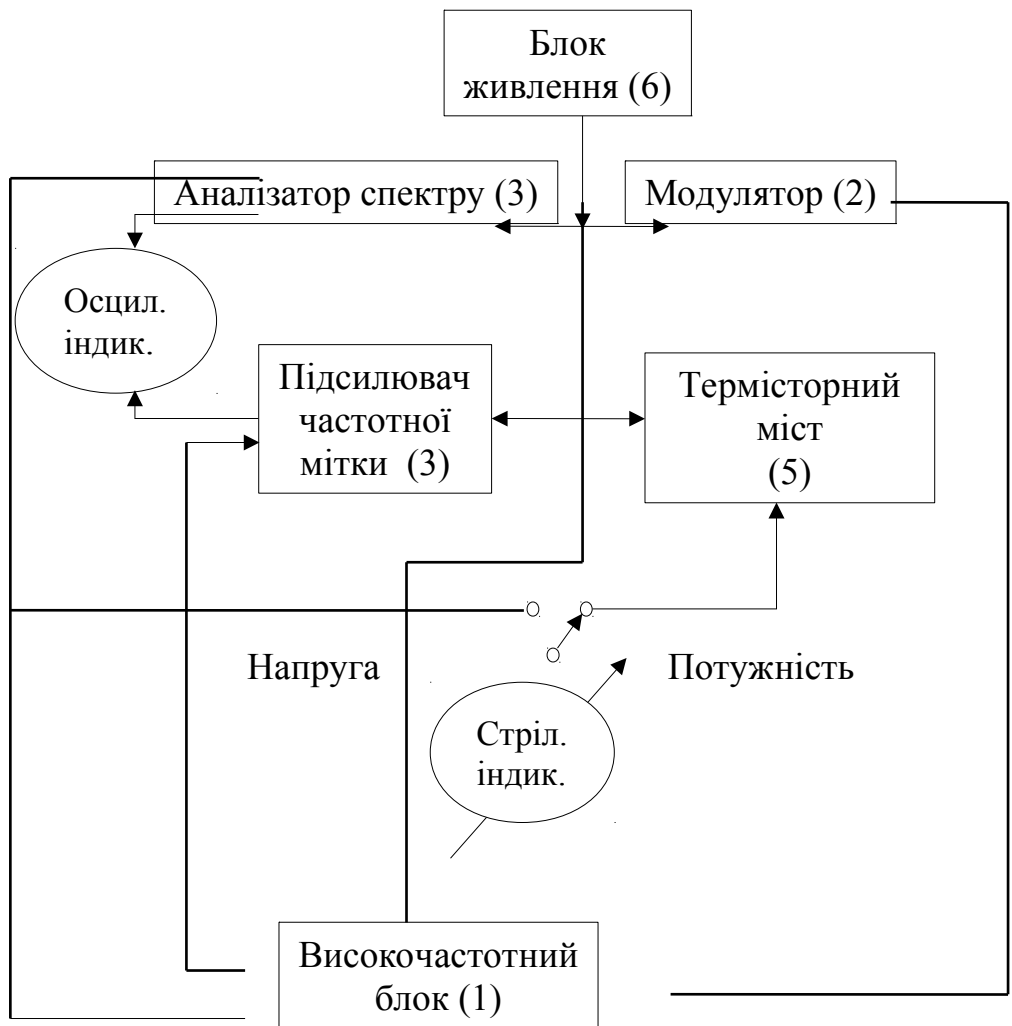 Блок
живлення (6)
Аналізатор спектру (3)
Модулятор (2)
Осцил.
індик.
Підсилювач
частотної
мітки (3)
Термісторний
міст
(5)
Напруга
Потужність
Стріл.
індик.
Високочастотний
блок (1)